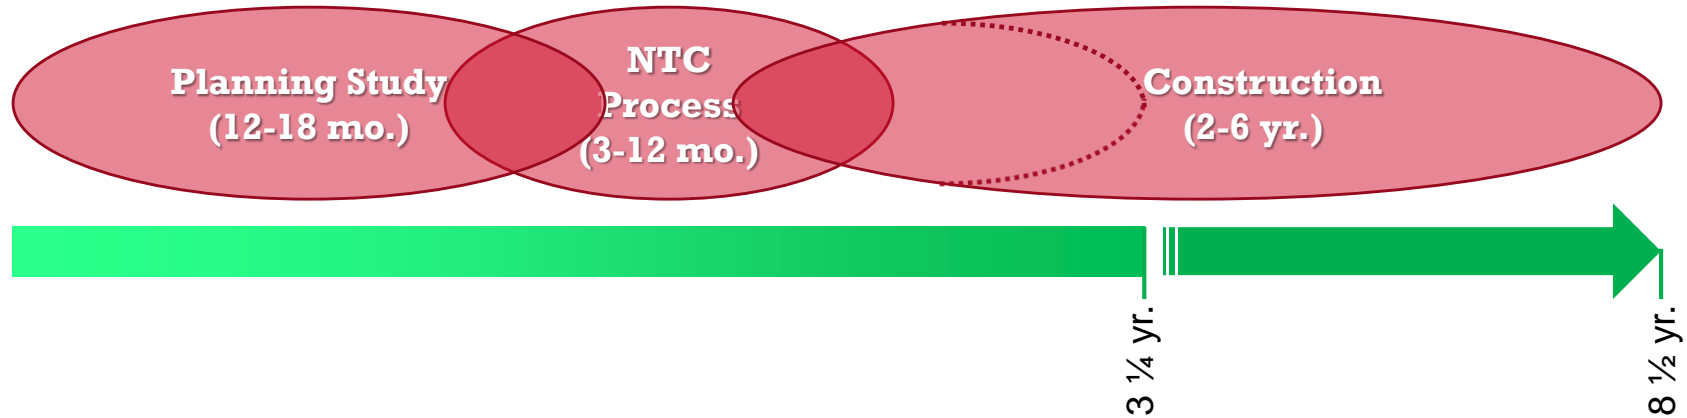 Planning Study
(12-18 mo.)
NTC
Process
(3-12 mo.)
Construction
(2-6 yr.)
3 ¼ yr.
8 ½ yr.